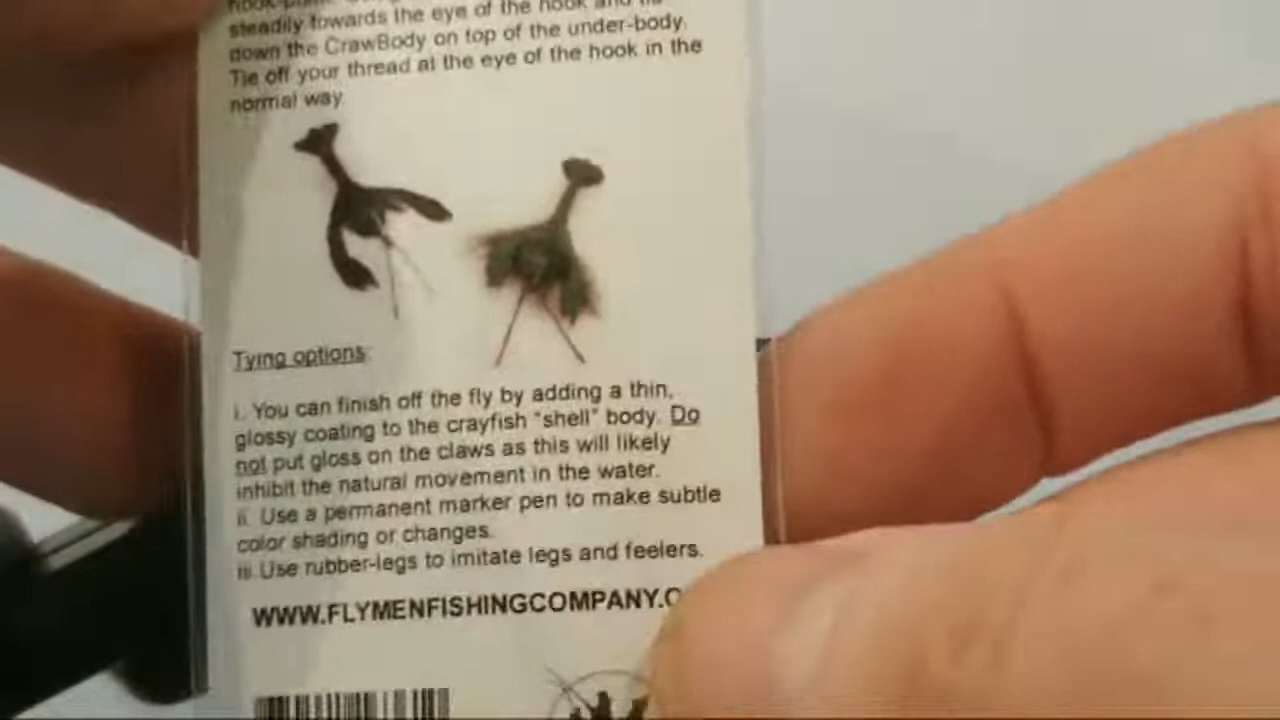 steadily towards the eye of the hook and
down the CrawBody on top of the under-body.
Tie off your thread at the eye of the hook in the
normal way.
Tying options:
i. You can finish off the fly by adding a thin,
glossy coating to the crayfish "shell" body. Do
not put gloss on the claws as this will likely
inhibit the natural movement in the water.
ii. Use a permanent marker pen to make subtle
color shading or changes.
iii. Use rubber-legs to imitate legs and feelers.
WWW.FLYMENFISHINGCOMPANY.C